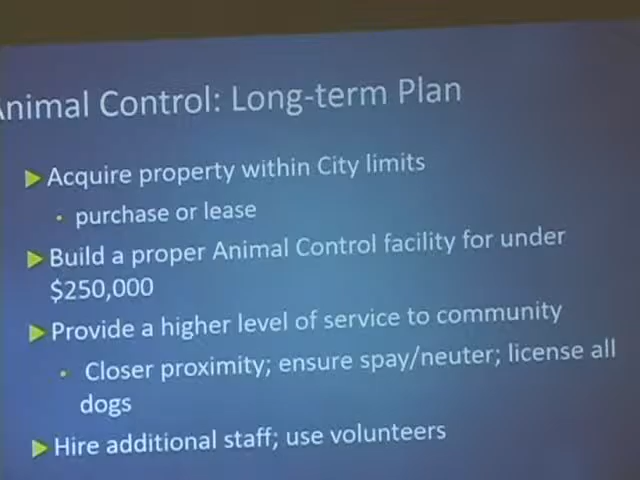 Animal Control: Long-term Plan
Acquire property within City limits
purchase or lease
Build a proper Animal Control facility for under
$250,000
Provide a higher level of service to community
Closer proximity; ensure spay/neuter; license all
dogs
Hire additional staff; use volunteers